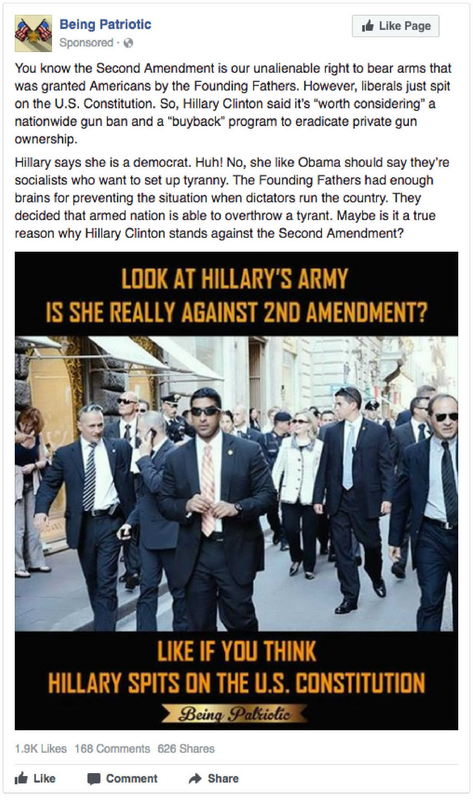 Being Patriotic
Like Page
Sponsored ·
You know the Second Amendment is our unalienable right to bear arms that
was granted Americans by the Founding Fathers. However, liberals just spit
on the U.S. Constitution. So, Hillary Clinton said it's “worth considering” a
nationwide gun ban and a “buyback” program to eradicate private gun
ownership.
Hillary says she is a democrat. Huh! No, she like Obama should say they're
socialists who want to set up tyranny. The Founding Fathers had enough
brains for preventing the situation when dictators run the country. They
decided that armed nation is able to overthrow a tyrant. Maybe is it a true
reason why Hillary Clinton stands against the Second Amendment?
LOOK AT HILLARY'S ARMY
IS SHE REALLY AGAINST 2ND AMENDMENT?
LIKE IF YOU THINK
HILLARY SPITS ON THE U.S. CONSTITUTION
Being Patriotic
1.9K Likes 168 Comments 626 Shares
Like Comment Share